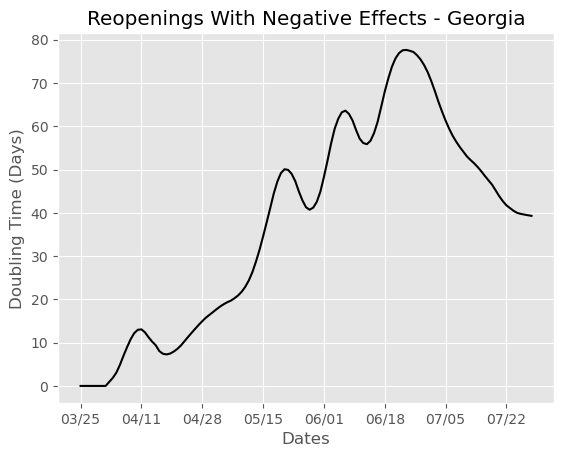 Reopenings With Negative Effects - Georgia
80
70
60
50
40
30
20
10
0
Doubling Time (Days)
03/25 04/11 04/28 05/15 06/01 06/18 07/05 07/22
Dates